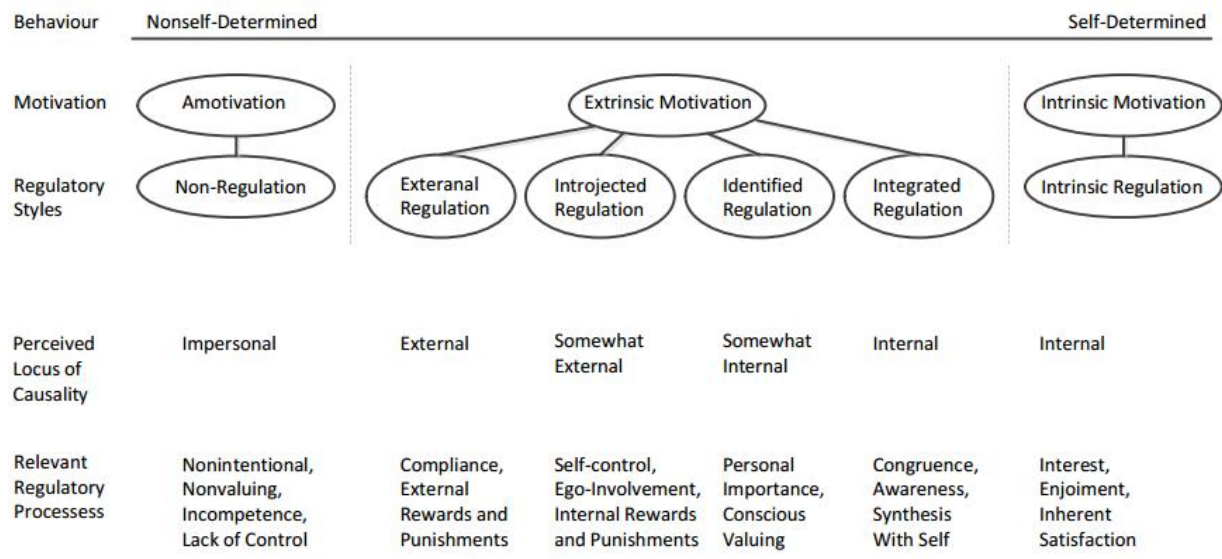 Behaviour Nonself-Determined Self-Determined
Motivation Amotivation Extrinsic Motivation Intrinsic Motivation
Regulatory
Styles
Non-Regulation
Exteranal
Regulation
Introjected
Regulation
Identified
Regulation
Integrated
Regulation
Intrinsic Regulation
Perceived
Locus of
Causality
Impersonal
External
Somewhat
External
Somewhat
Internal
Internal
Internal
Relevant
Regulatory
Processess
Nonintentional,
Nonvaluing,
Incompetence,
Lack of Control
Compliance,
External
Rewards and
Punishments
Self-control,
Ego-Involvement,
Internal Rewards
and Punishments
Personal
Importance,
Conscious
Valuing
Congruence,
Awareness,
Synthesis
With Self
Interest,
Enjoiment,
Inherent
Satisfaction